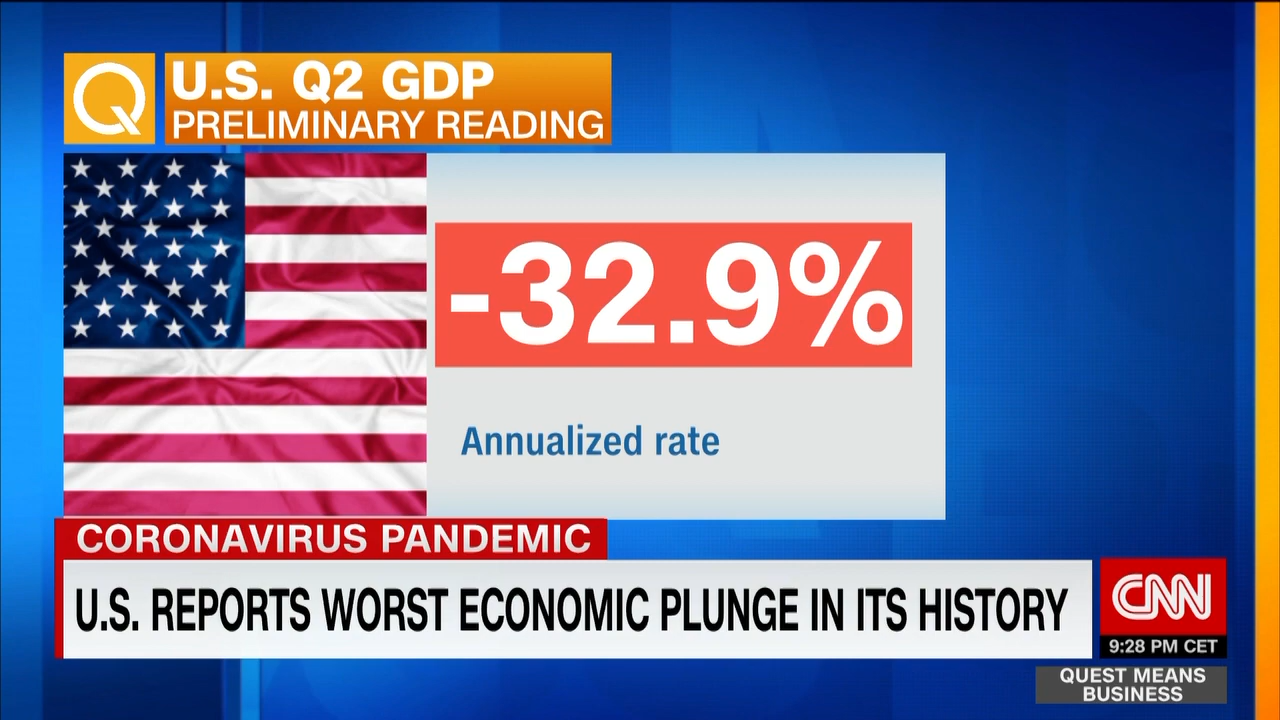 Q
U.S. Q2 GDP
PRELIMINARY READING
-32.9%
Annualized rate
CORONAVIRUS PANDEMIC
U.S. REPORTS WORST ECONOMIC PLUNGE IN ITS HISTORY
CNN
9:28 PM CET
QUEST MEANS
BUSINESS